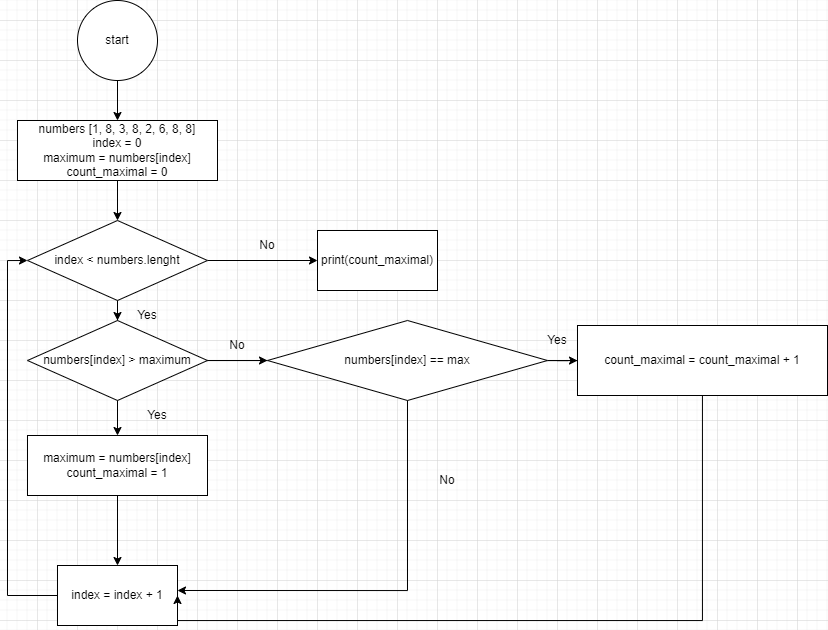 start
numbers [1, 8, 3, 8, 2, 6, 8, 8]
index = 0
maximum = numbers[index]
count_maximal = 0
index < numbers.lenght
No
print(count_maximal)
Yes
numbers[index] > maximum
No
numbers[index] == max
Yes
count_maximal = count_maximal + 1
Yes
maximum = numbers[index]
count_maximal = 1
No
index = index + 1